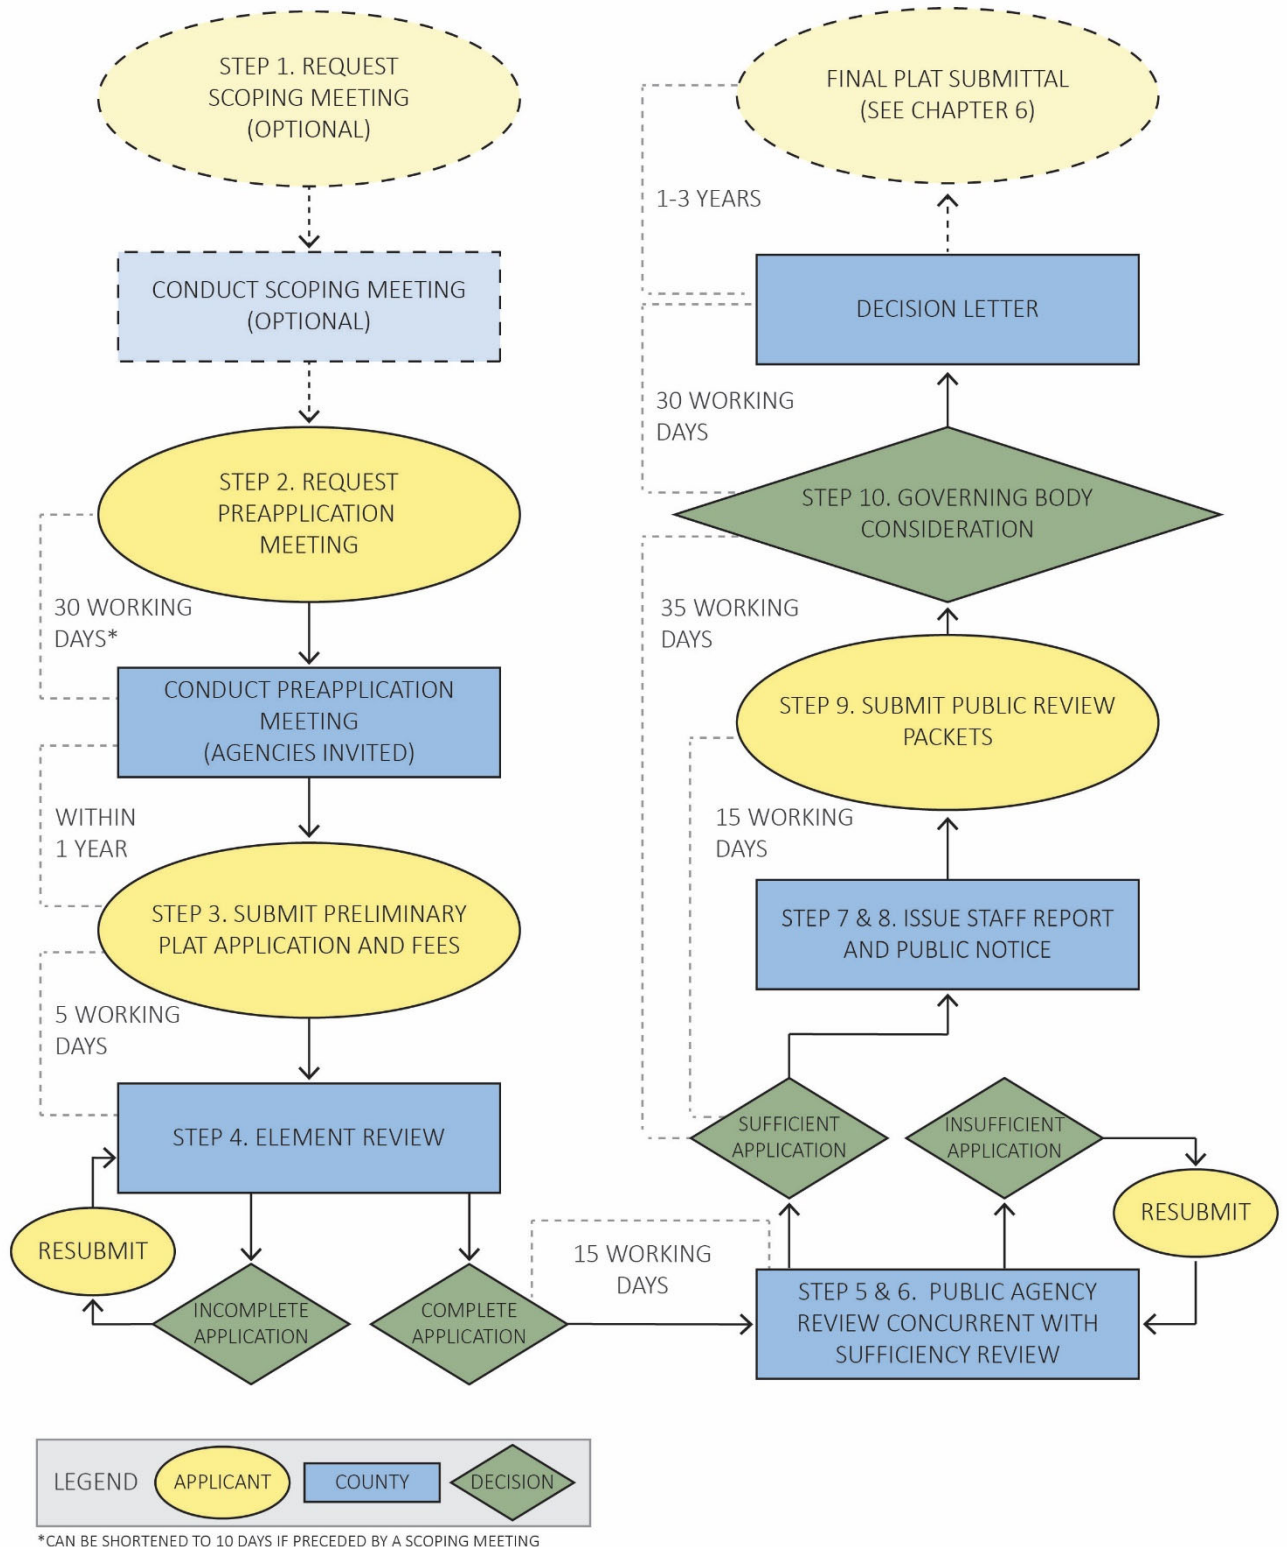 STEP 1. REQUEST
SCOPING MEETING
(OPTIONAL)
CONDUCT SCOPING MEETING
(OPTIONAL)
STEP 2. REQUEST
PREAPPLICATION
MEETING
30 WORKING
DAYS*
CONDUCT PREAPPLICATION
MEETING
(AGENCIES INVITED)
WITHIN
1 YEAR
STEP 3. SUBMIT PRELIMINARY
PLAT APPLICATION AND FEES
5 WORKING
DAYS
STEP 4. ELEMENT REVIEW
RESUBMIT
INCOMPLETE
APPLICATION
COMPLETE
APPLICATION
15 WORKING
DAYS
STEP 5 & 6. PUBLIC AGENCY
REVIEW CONCURRENT WITH
SUFFICIENCY REVIEW
RESUBMIT
INSUFFICIENT
APPLICATION
SUFFICIENT
APPLICATION
STEP 7 & 8. ISSUE STAFF REPORT
AND PUBLIC NOTICE
15 WORKING
DAYS
STEP 9. SUBMIT PUBLIC REVIEW
PACKETS
35 WORKING
DAYS
STEP 10. GOVERNING BODY
CONSIDERATION
30 WORKING
DAYS
DECISION LETTER
1-3 YEARS
FINAL PLAT SUBMITTAL
(SEE CHAPTER 6)
LEGEND
APPLICANT
COUNTY
DECISION
*CAN BE SHORTENED TO 10 DAYS IF PRECEDED BY A SCOPING MEETING